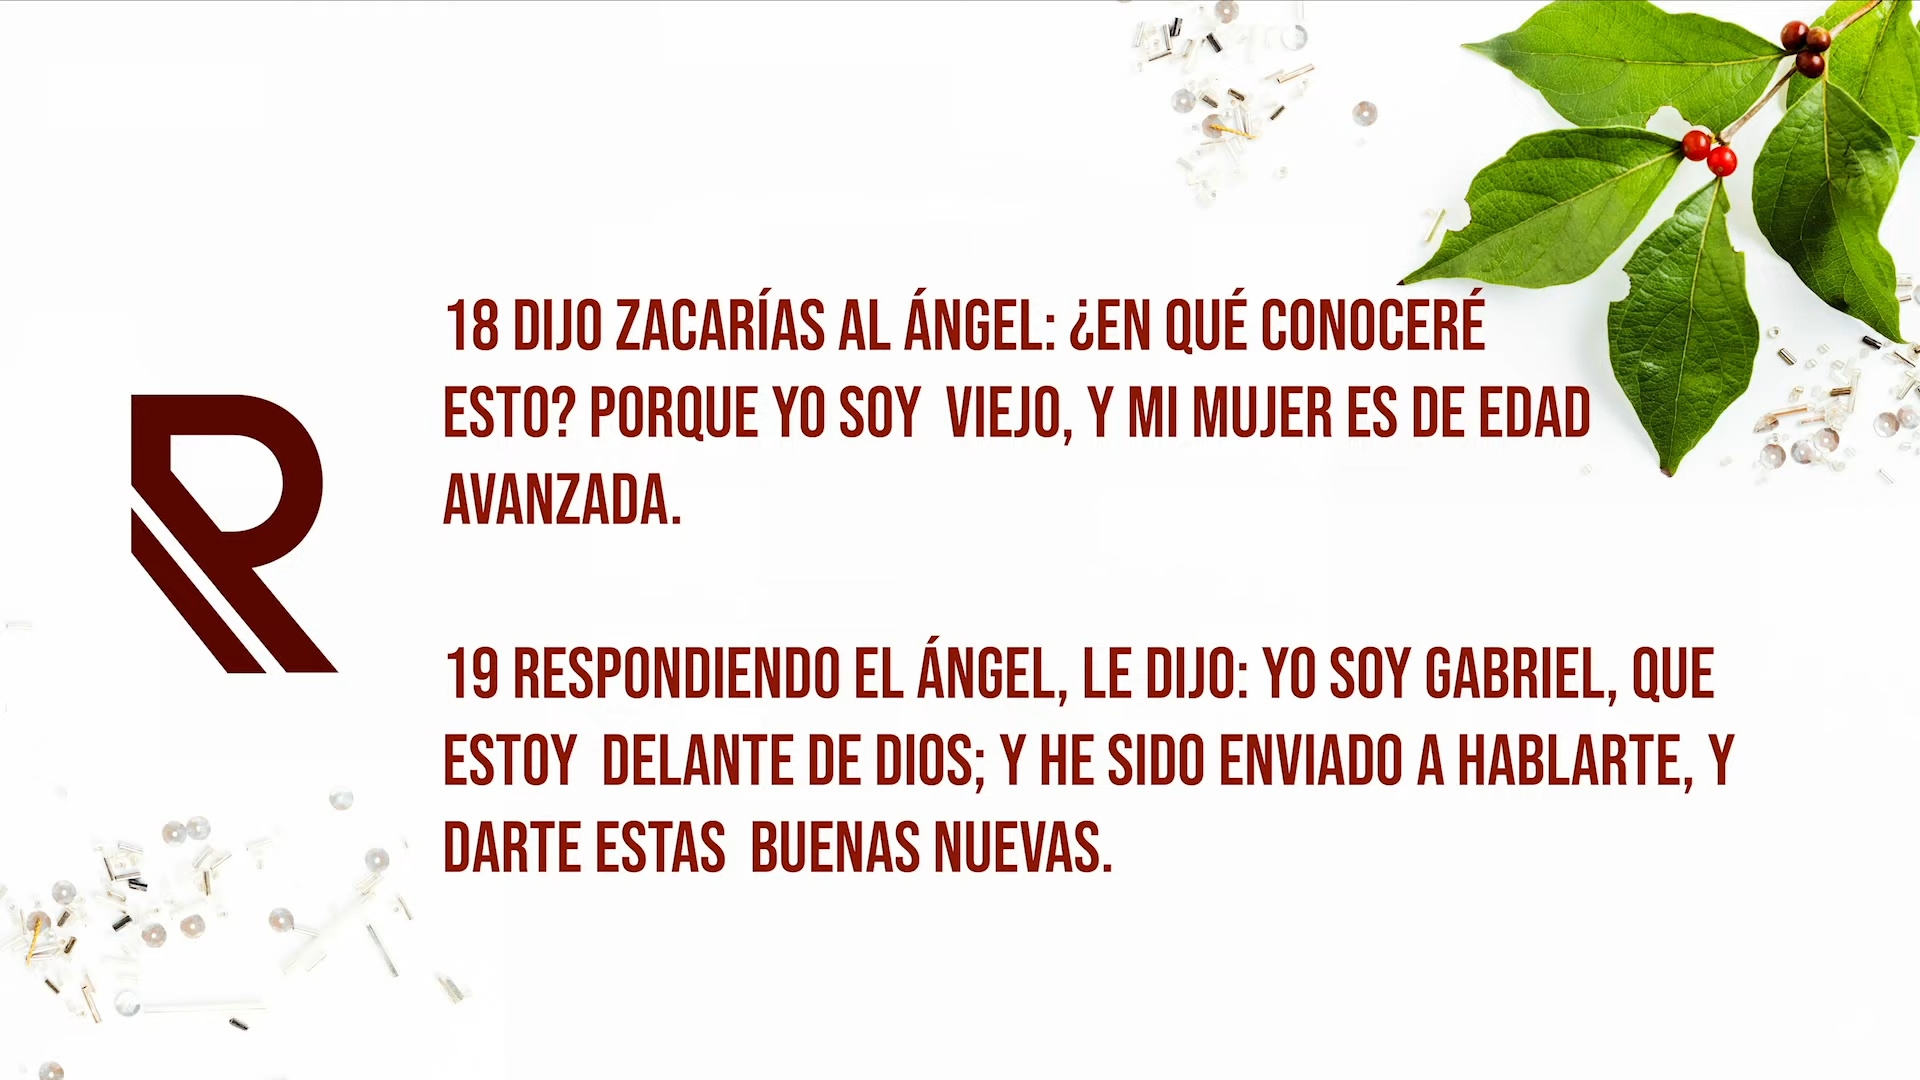 18 DIJO ZACARÍAS AL ÁNGEL: ¿EN QUÉ CONOCERÉ
ESTO? PORQUE YO SOY  VIEJO, Y MI MUJER ES DE EDAD
AVANZADA.
19 RESPONDIENDO EL ÁNGEL, LE DIJO: YO SOY GABRIEL, QUE
ESTOY  DELANTE DE DIOS; Y HE SIDO ENVIADO A HABLARTE, Y
DARTE ESTAS  BUENAS NUEVAS.